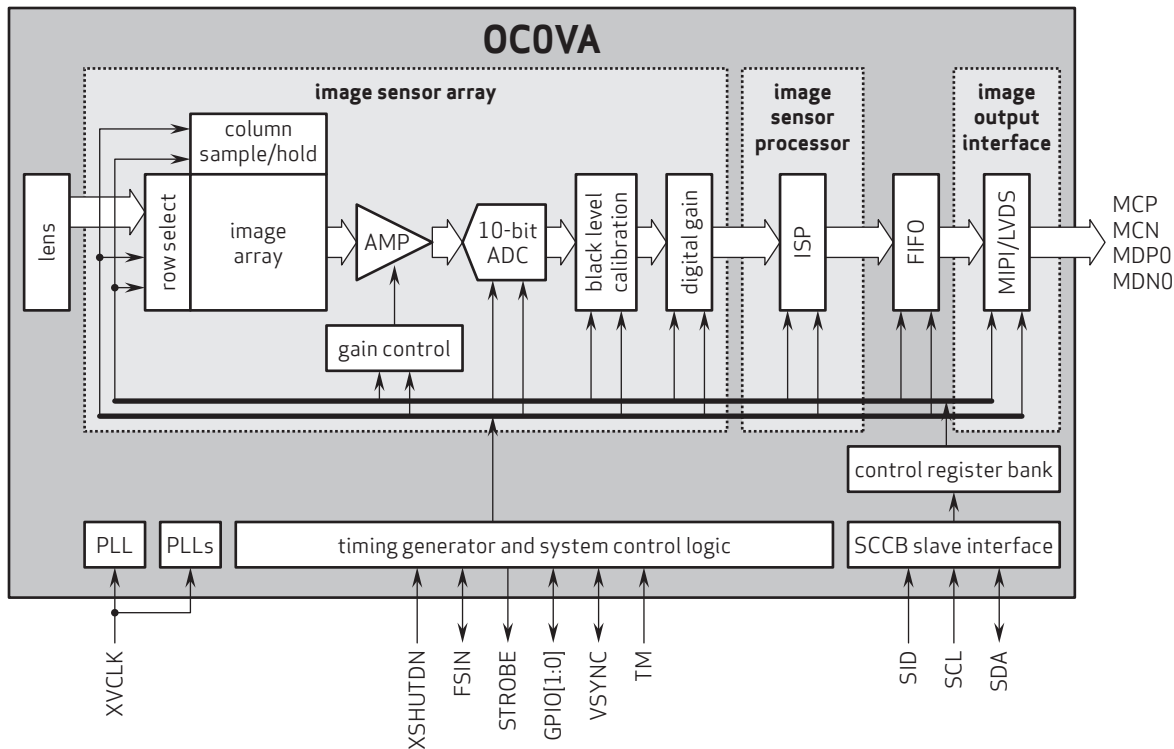 OC0VA
image sensor array
image
sensor
processor
image
output
interface
column
sample/hold
lens
row select
image
array
AMP
10-bit
ADC
black level
calibration
digital gain
ISP
FIFO
MIPI/LVDS
MCP
MCN
MDP0
MDN0
gain control
control register bank
PLL
PLLs
timing generator and system control logic
SCCB slave interface
XVCLK
XSHUTDN
FSIN
STROBE
GPIO[1:0]
VSYNC
TM
SID
SCL
SDA